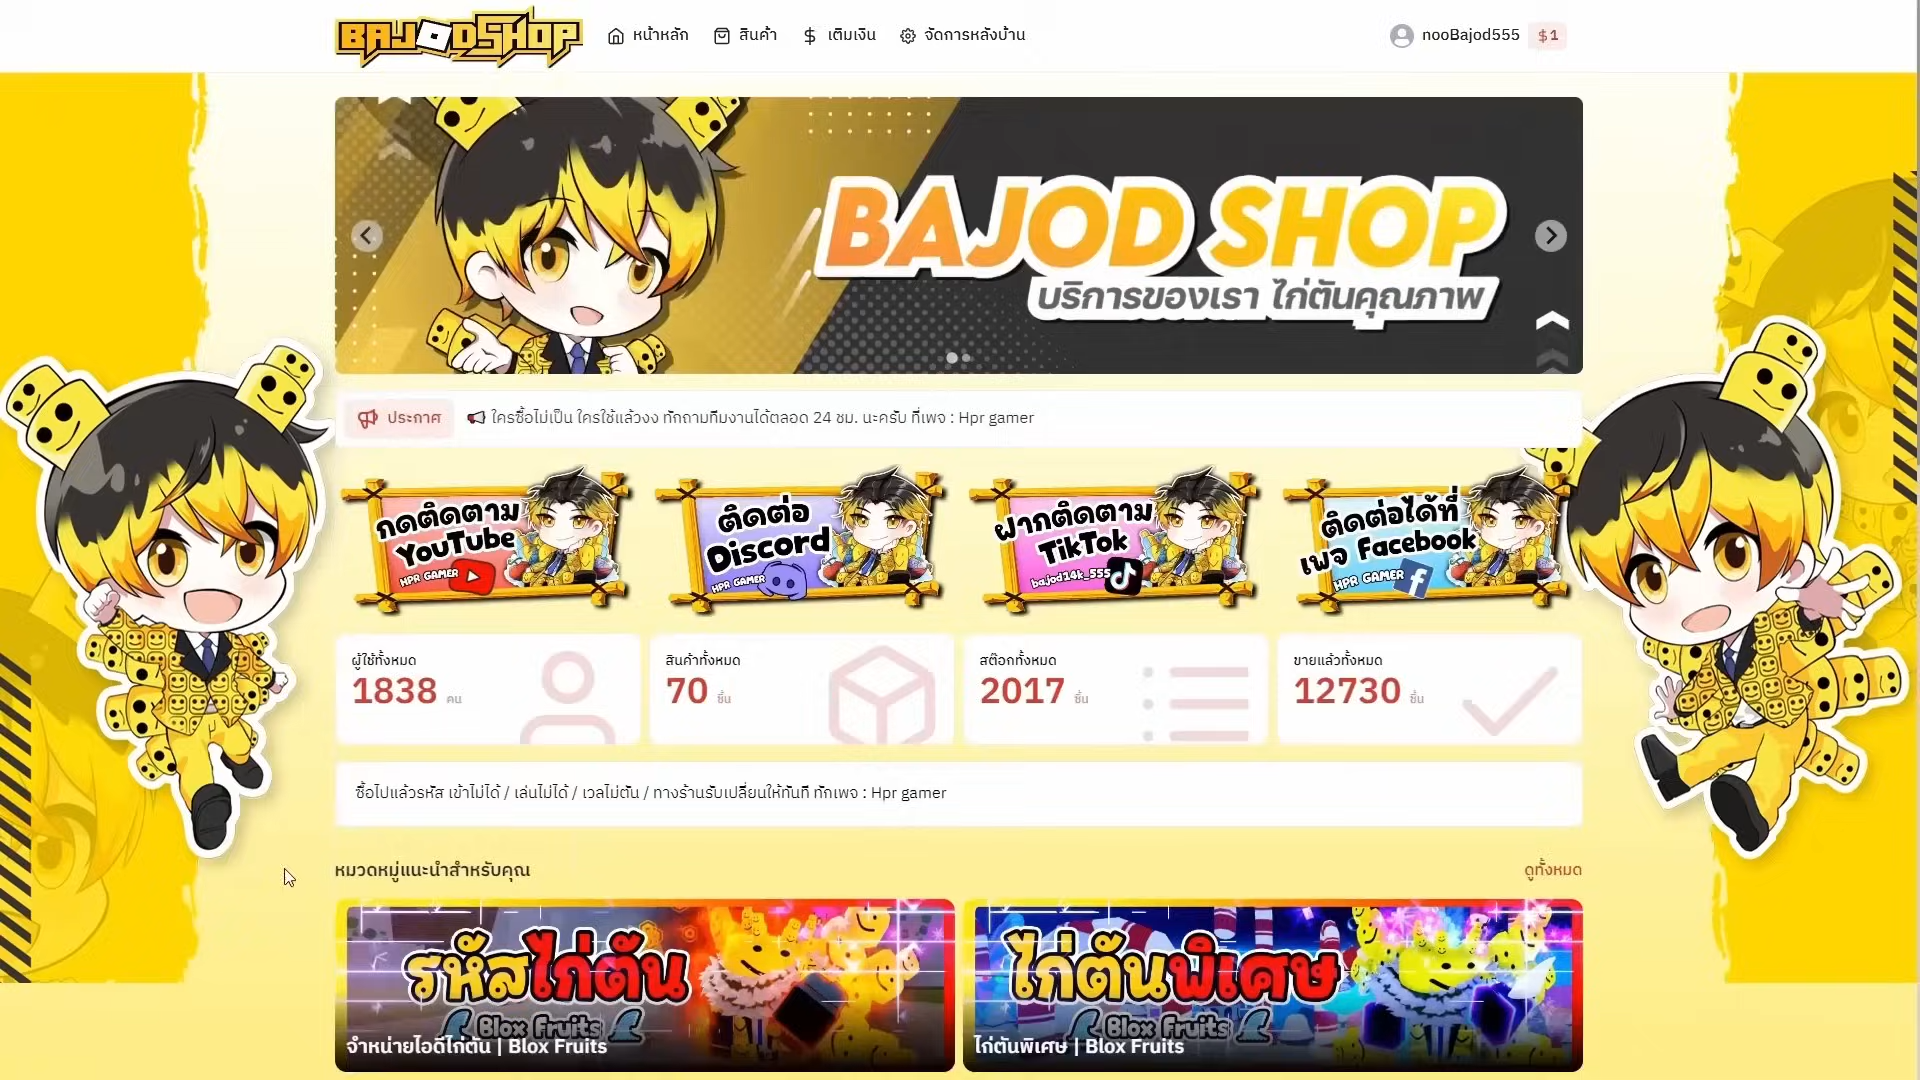 BAJODSHOP
หน้าหลัก
สินค้า
เติมเงิน
จัดการหลังบ้าน
nooBajod555
$1
BAJOD SHOP
บริการของเรา ไก่ตันคุณภาพ
ประกาศ
ใครซื้อไม่เป็น ใครใช้แล้วงง ทักถามทีมงานได้ตลอด 24 ชม. นะครับ ที่เพจ : Hpr gamer
กดติดตาม
YouTube
HPR GAMER
ติดต่อ
Discord
HPR GAMER
ฝากติดตาม
TikTok
bajod14k_555
ติดต่อได้ที่
เพจ Facebook
HPR GAMER
ผู้ใช้ทั้งหมด
1838 คน
สินค้าทั้งหมด
70 ชิ้น
สต๊อกทั้งหมด
2017 ชิ้น
ขายแล้วทั้งหมด
12730 ชิ้น
ซื้อไปแล้วรหัส เข้าไม่ได้ / เล่นไม่ได้ / เวลไม่ตัน / ทางร้านรับเปลี่ยนให้ทันที ทักเพจ : Hpr gamer
หมวดหมู่แนะนำสำหรับคุณ
ดูทั้งหมด
รหัสไก่ตัน
Blox Fruits
จำหน่ายไอดีไก่ตัน | Blox Fruits
ไก่ตันพิเศษ
Blox Fruits
ไก่ตันพิเศษ | Blox Fruits